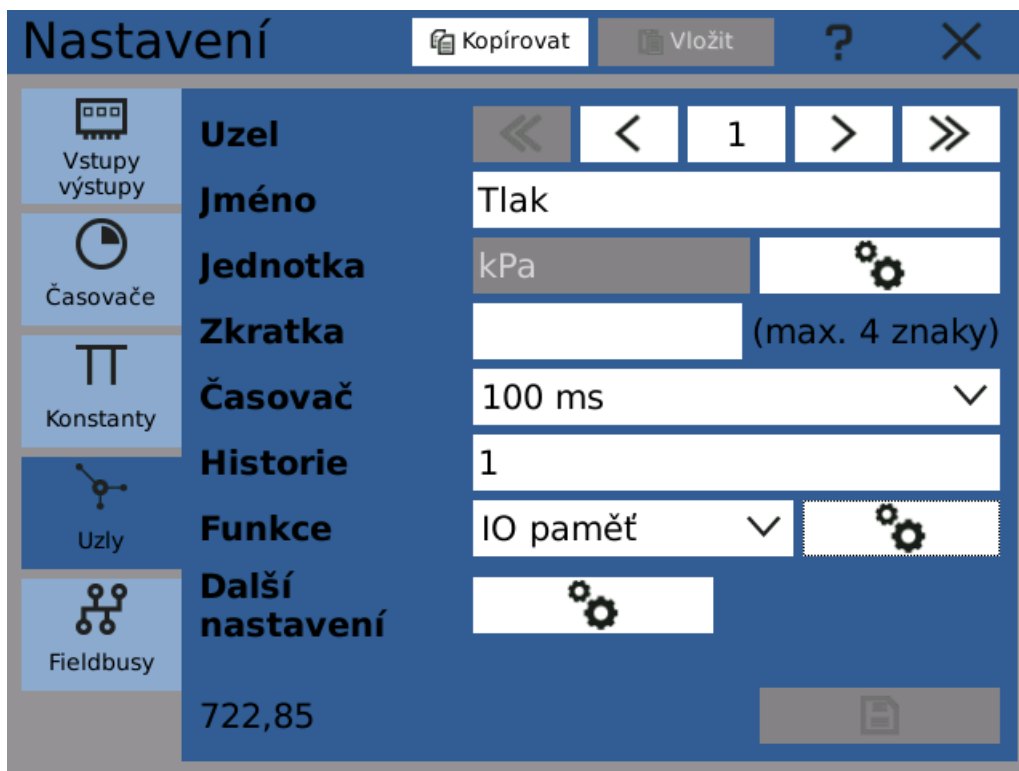 Nastavení
Kopírovat
Vložit
?
Vstupy
výstupy
Časovače
Konstanty
Uzly
Fieldbusy
Uzel
1
Jméno
Tlak
Jednotka
kPa
Zkratka
(max. 4 znaky)
Časovač
100 ms
Historie
1
Funkce
IO paměť
Další
nastavení
722,85